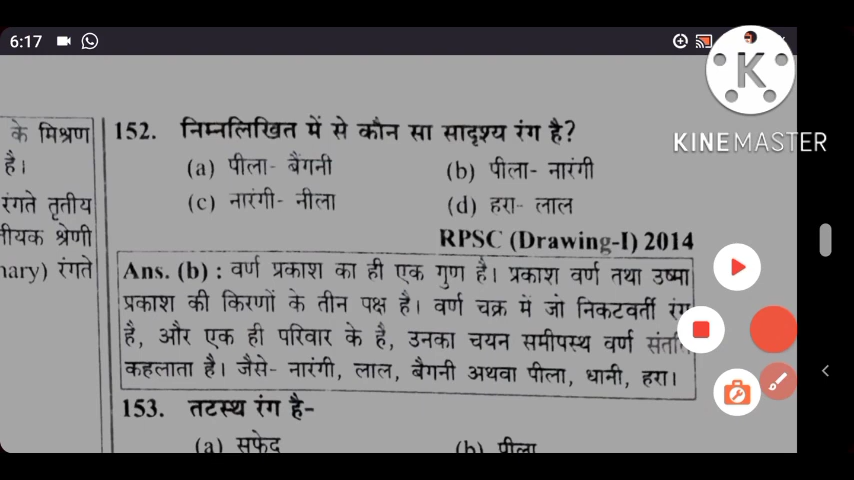 6:17
KINEMASTER
के मिश्रण
है।
रंगते तृतीय
तीयक श्रेणी
nary) रंगते
152. निम्नलिखित में से कौन सा सादृश्य रंग है?
(a) पीला- बैंगनी (b) पीला- नारंगी
(c) नारंगी- नीला (d) हरा- लाल
RPSC (Drawing-I) 2014
Ans. (b) : वर्ण प्रकाश का ही एक गुण है। प्रकाश वर्ण तथा उष्मा
प्रकाश की किरणों के तीन पक्ष है। वर्ण चक्र में जो निकटवर्ती रंग
है, और एक ही परिवार के है, उनका चयन समीपस्थ वर्ण
कहलाता है। जैसे- नारंगी, लाल, बैगनी अथवा पीला, धानी, हरा।
153. तटस्थ रंग है-
(a) सफेद (b) पीला